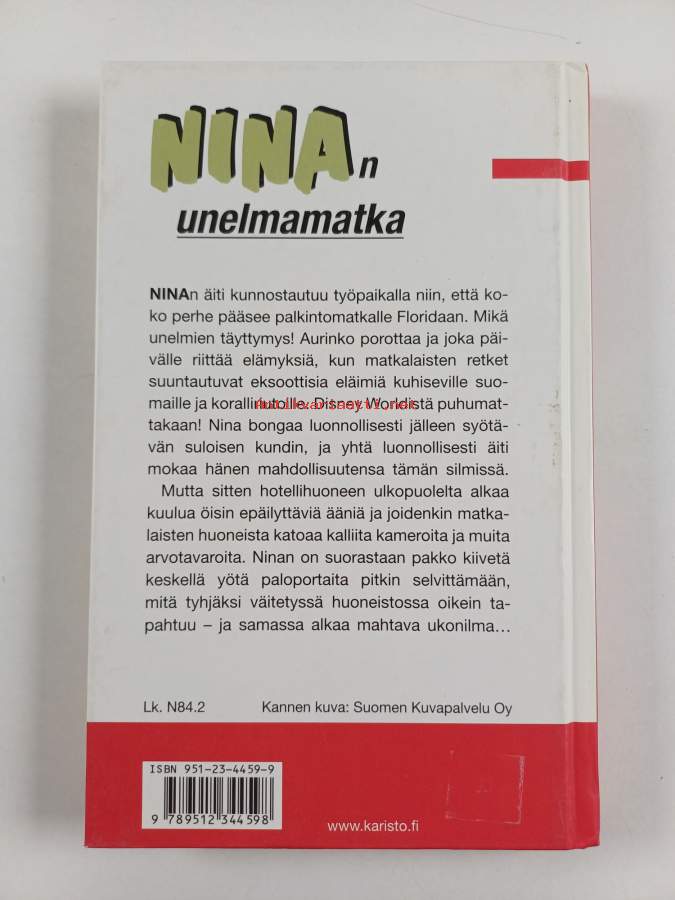 NINAn
unelmamatka
NINAn äiti kunnostautuu työpaikalla niin, että ko-
ko perhe pääsee palkintomatkalle Floridaan. Mikä
unelmien täyttymys! Aurinko porottaa ja joka päi-
välle riittää elämyksiä, kun matkalaisten retket
suuntautuvat eksoottisia eläimiä kuhiseville suo-
maille ja koralliriutoille. Disney Worldistä puhumat-
antikvariaatti.net
takaan! Nina bongaa luonnollisesti jälleen syötä-
vän suloisen kundin, ja yhtä luonnollisesti äiti
mokaa hänen mahdollisuutensa tämän silmissä.
Mutta sitten hotellihuoneen ulkopuolelta alkaa
kuulua öisin epäilyttäviä ääniä ja joidenkin matka-
laisten huoneista katoaa kalliita kameroita ja muita
arvotavaroita. Ninan on suorastaan pakko kiivetä
keskellä yötä paloportaita pitkin selvittämään,
mitä tyhjäksi väitetyssä huoneistossa oikein ta-
pahtuu – ja samassa alkaa mahtava ukonilma...
Lk. N84.2 Kannen kuva: Suomen Kuvapalvelu Oy
ISBN 951-23-4459-9
9 789512 344598
www.karisto.fi